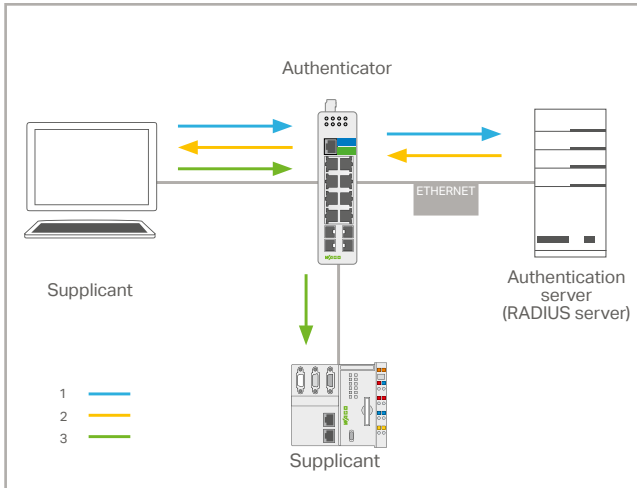 Authenticator
ETHERNET
Supplicant
Authentication
server
(RADIUS server)
1
2
3
Supplicant